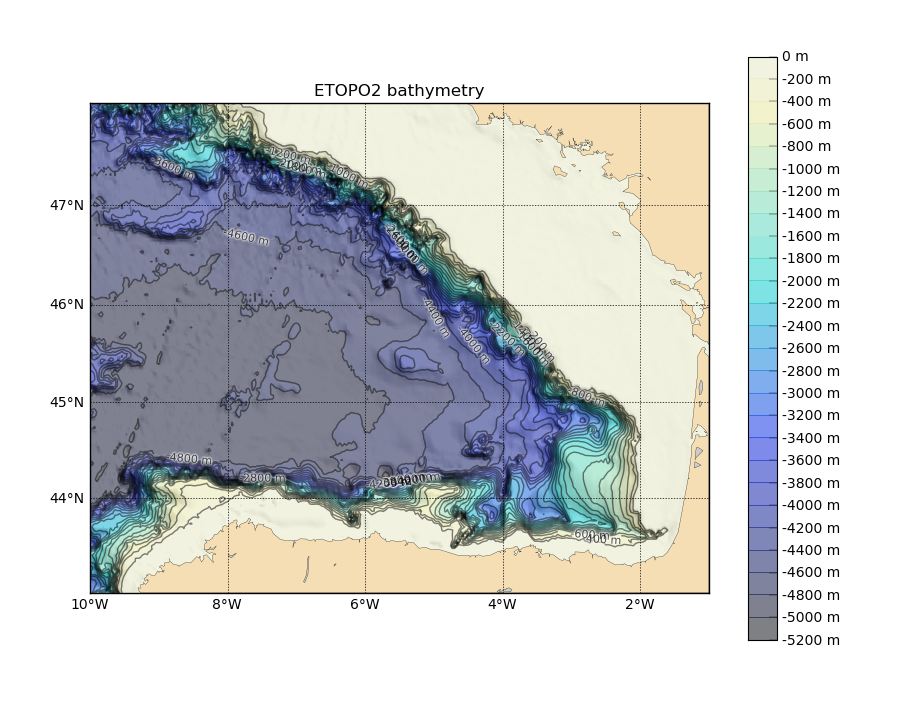 ETOPO2 bathymetry
47°N
46°N
45°N
44°N
10°W
8°W
6°W
4°W
2°W
0 m
-200 m
-400 m
-600 m
-800 m
-1000 m
-1200 m
-1400 m
-1600 m
-1800 m
-2000 m
-2200 m
-2400 m
-2600 m
-2800 m
-3000 m
-3200 m
-3400 m
-3600 m
-3800 m
-4000 m
-4200 m
-4400 m
-4600 m
-4800 m
-5000 m
-5200 m
-1200 m
-1000 m
-3600 m
-4600 m
-4400 m
-4000 m
-2200 m
-800 m
-4800 m
-2800 m
-600 m
-400 m